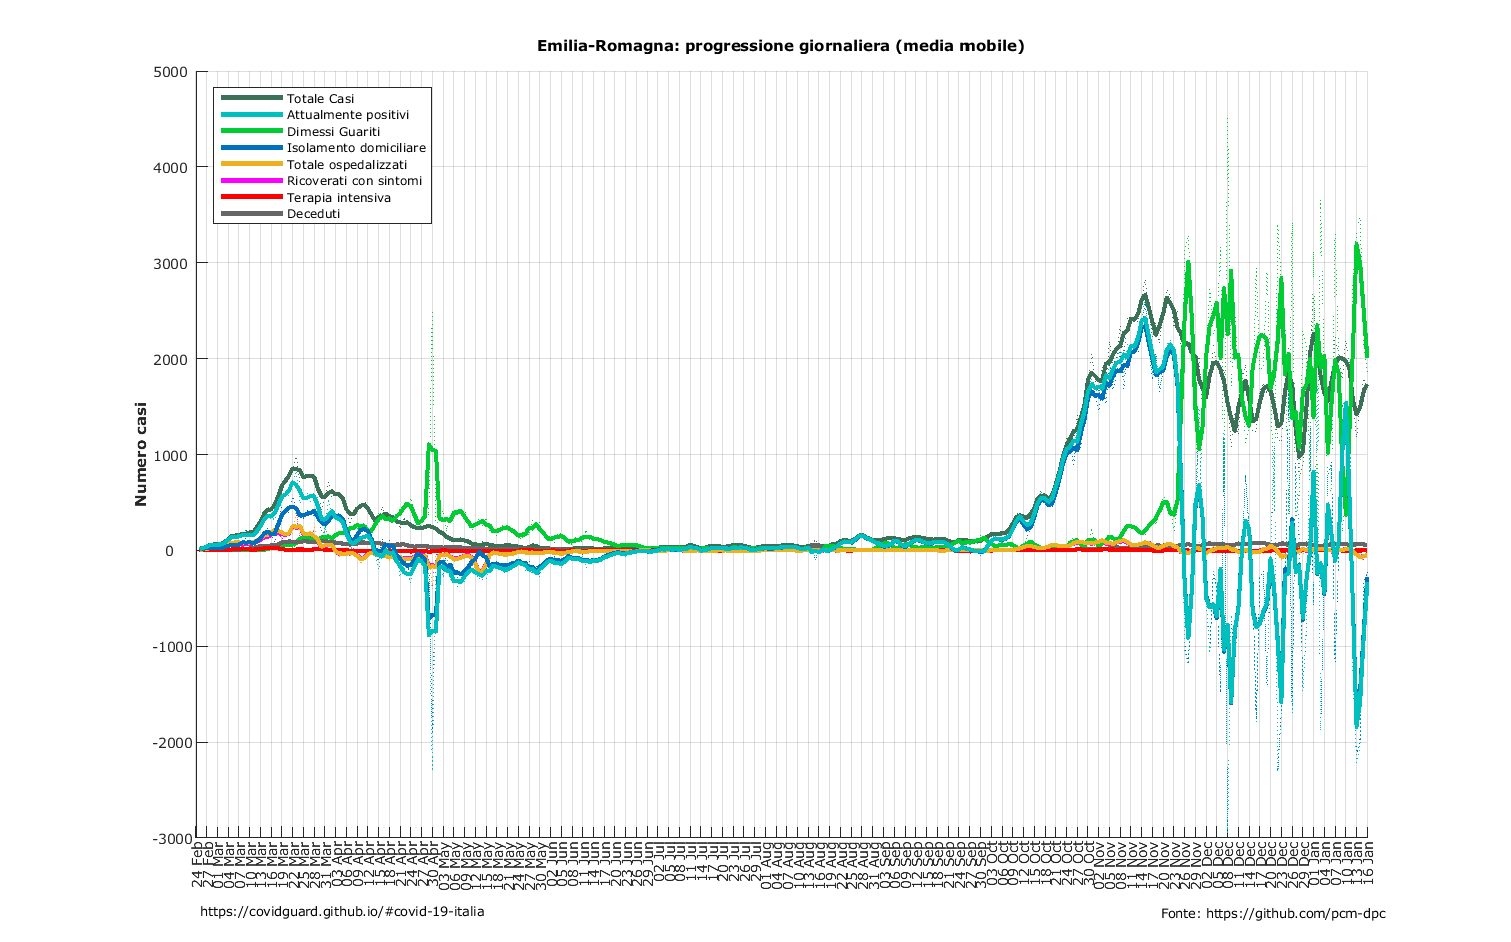 Emilia-Romagna: progressione giornaliera (media mobile)
5000
4000
3000
2000
1000
0
-1000
-2000
-3000
Numero casi
Totale Casi
Attualmente positivi
Dimessi Guariti
Isolamento domiciliare
Totale ospedalizzati
Ricoverati con sintomi
Terapia intensiva
Deceduti
24 Feb
27 Feb
01 Mar
04 Mar
07 Mar
10 Mar
13 Mar
16 Mar
19 Mar
22 Mar
25 Mar
28 Mar
31 Mar
03 Apr
06 Apr
09 Apr
12 Apr
15 Apr
18 Apr
21 Apr
24 Apr
27 Apr
30 Apr
03 May
06 May
09 May
12 May
15 May
18 May
21 May
24 May
27 May
30 May
02 Jun
05 Jun
08 Jun
11 Jun
14 Jun
17 Jun
20 Jun
23 Jun
26 Jun
29 Jun
02 Jul
05 Jul
08 Jul
11 Jul
14 Jul
17 Jul
20 Jul
23 Jul
26 Jul
29 Jul
01 Aug
04 Aug
07 Aug
10 Aug
13 Aug
16 Aug
19 Aug
22 Aug
25 Aug
28 Aug
31 Aug
03 Sep
06 Sep
09 Sep
12 Sep
15 Sep
18 Sep
21 Sep
24 Sep
27 Sep
30 Sep
03 Oct
06 Oct
09 Oct
12 Oct
15 Oct
18 Oct
21 Oct
24 Oct
27 Oct
30 Oct
02 Nov
05 Nov
08 Nov
11 Nov
14 Nov
17 Nov
20 Nov
23 Nov
26 Nov
29 Nov
02 Dec
05 Dec
08 Dec
11 Dec
14 Dec
17 Dec
20 Dec
23 Dec
26 Dec
29 Dec
01 Jan
04 Jan
07 Jan
10 Jan
13 Jan
16 Jan
https://covidguard.github.io/#covid-19-italia
Fonte: https://github.com/pcm-dpc